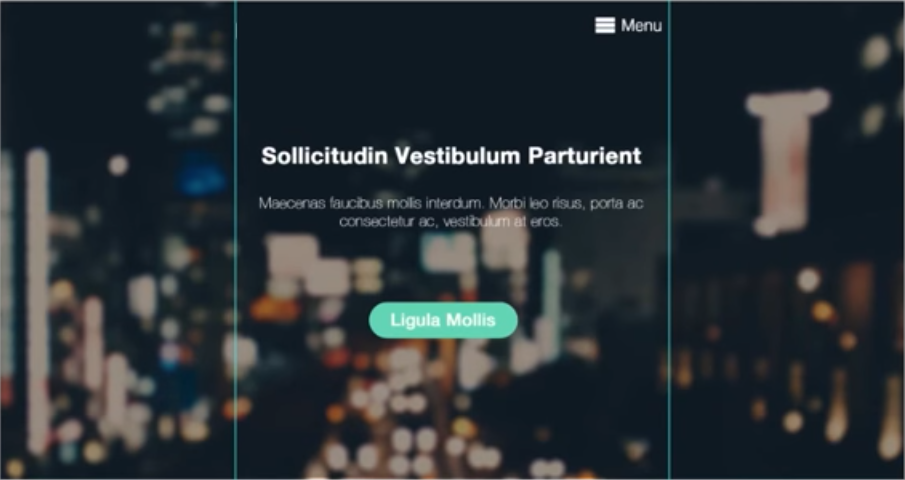 Menu
Sollicitudin Vestibulum Parturient
Maecenas faucibus mollis interdum. Morbi leo risus, porta ac
consectetur ac, vestibulum at eros.
Ligula Mollis